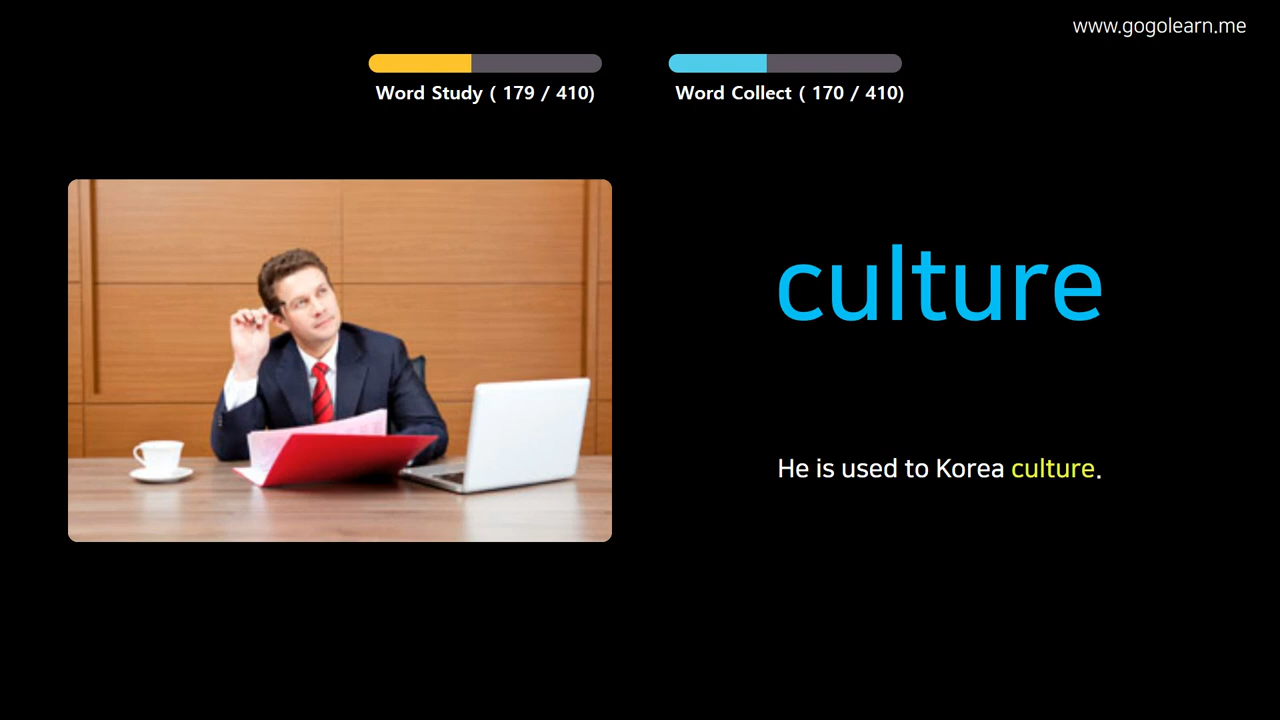 www.gogolearn.me
Word Study ( 179 / 410)
Word Collect ( 170 / 410)
culture
He is used to Korea culture.